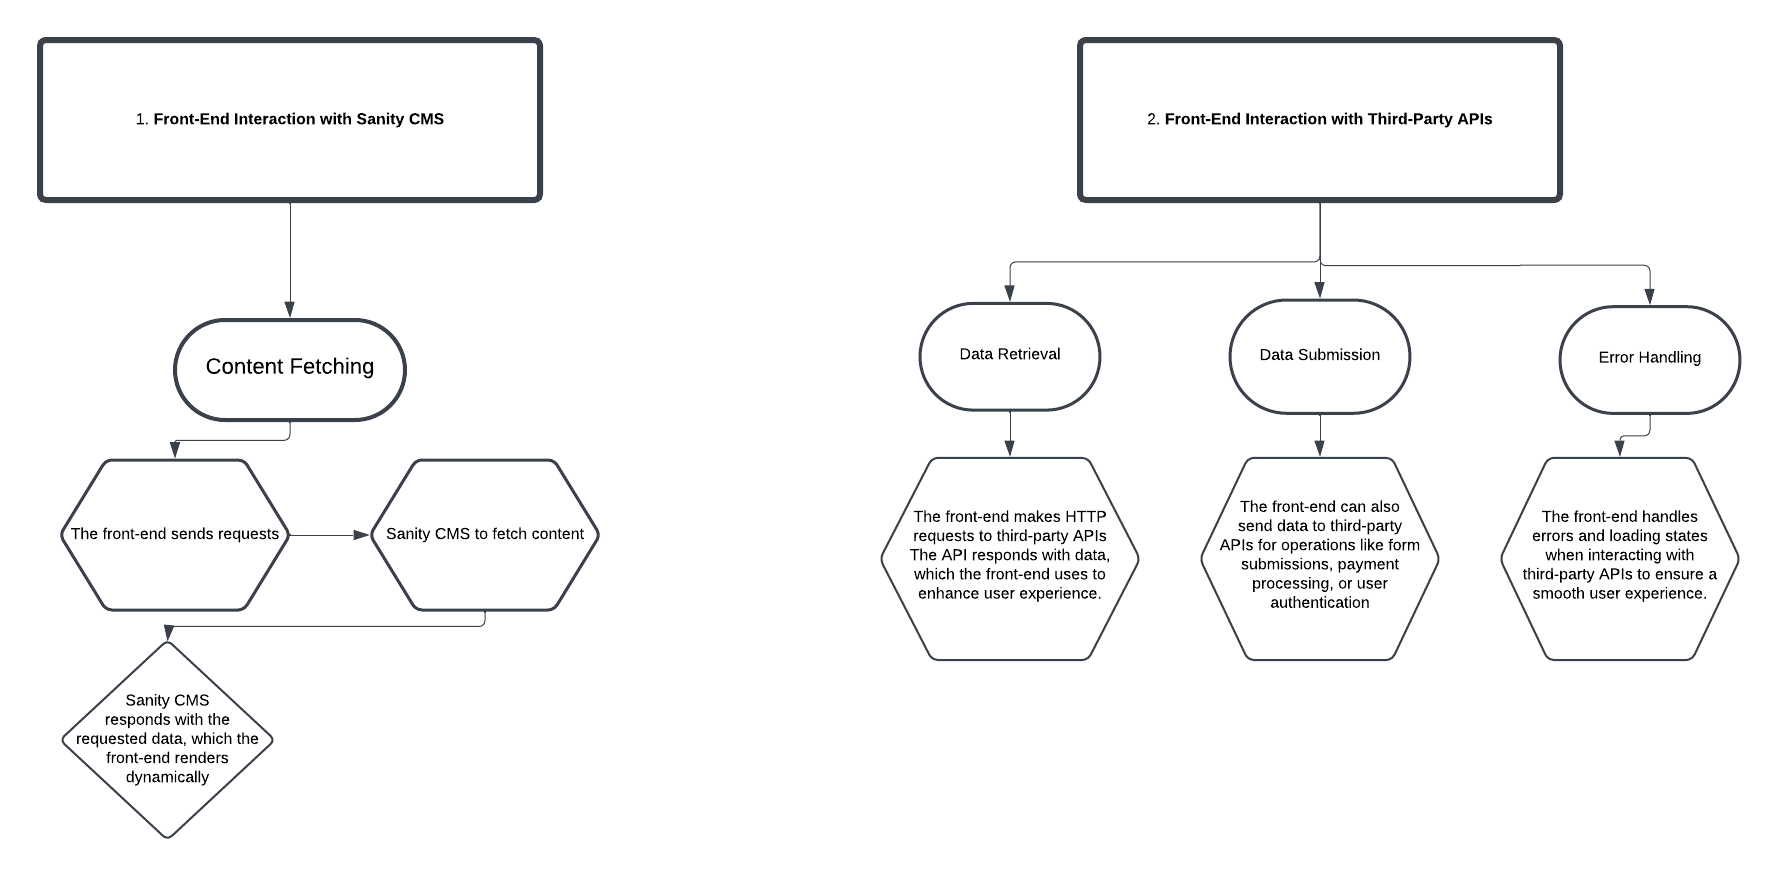 1. Front-End Interaction with Sanity CMS
Content Fetching
The front-end sends requests
Sanity CMS to fetch content
Sanity CMS
responds with the
requested data, which the
front-end renders
dynamically
2. Front-End Interaction with Third-Party APIs
Data Retrieval
Data Submission
Error Handling
The front-end makes HTTP
requests to third-party APIs
The API responds with data,
which the front-end uses to
enhance user experience.
The front-end can also
send data to third-party
APIs for operations like form
submissions, payment
processing, or user
authentication
The front-end handles
errors and loading states
when interacting with
third-party APIs to ensure a
smooth user experience.